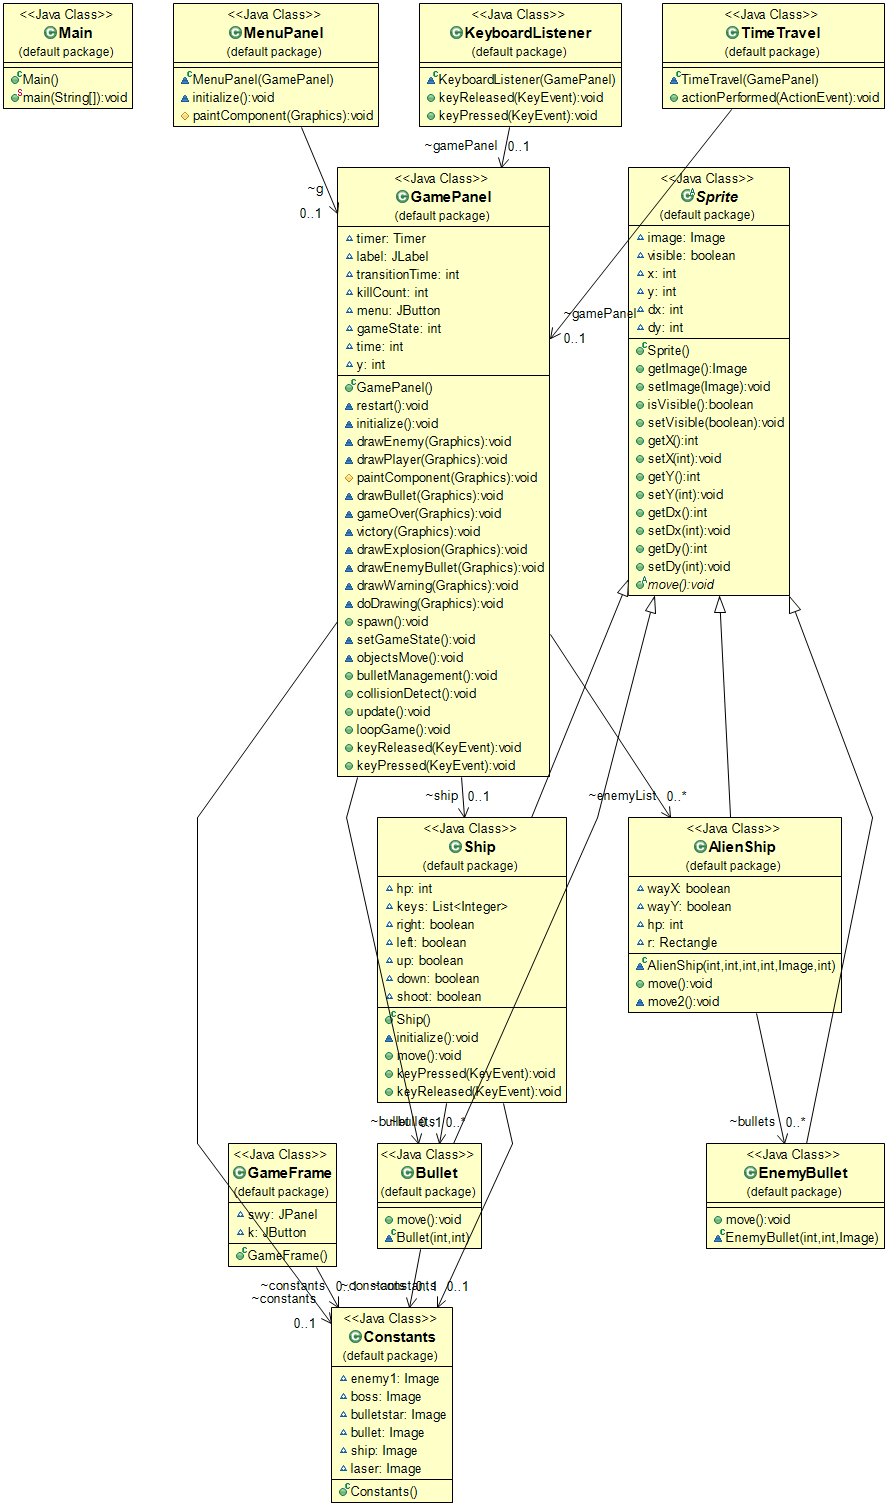 <<Java Class>>
Main
(default package)
Main()
main(String[]):void
<<Java Class>>
MenuPanel
(default package)
MenuPanel(GamePanel)
initialize():void
paintComponent(Graphics):void
<<Java Class>>
KeyboardListener
(default package)
KeyboardListener(GamePanel)
keyReleased(KeyEvent):void
keyPressed(KeyEvent):void
<<Java Class>>
TimeTravel
(default package)
TimeTravel(GamePanel)
actionPerformed(ActionEvent):void
~g
0..1
~gamePanel 0..1
~gamePanel
0..1
<<Java Class>>
GamePanel
(default package)
timer: Timer
label: JLabel
transitionTime: int
killCount: int
menu: JButton
gameState: int
time: int
y: int
GamePanel()
restart():void
initialize():void
drawEnemy(Graphics):void
drawPlayer(Graphics):void
paintComponent(Graphics):void
drawBullet(Graphics):void
gameOver(Graphics):void
victory(Graphics):void
drawExplosion(Graphics):void
drawEnemyBullet(Graphics):void
drawWarning(Graphics):void
doDrawing(Graphics):void
spawn():void
setGameState():void
objectsMove():void
bulletManagement():void
collisionDetect():void
update():void
loopGame():void
keyReleased(KeyEvent):void
keyPressed(KeyEvent):void
<<Java Class>>
Sprite
(default package)
image: Image
visible: boolean
x: int
y: int
dx: int
dy: int
Sprite()
getImage():Image
setImage(Image):void
isVisible():boolean
setVisible(boolean):void
getX():int
setX(int):void
getY():int
setY(int):void
getDx():int
setDx(int):void
getDy():int
setDy(int):void
move():void
~ship 0..1
~enemyList 0..*
<<Java Class>>
Ship
(default package)
hp: int
keys: List<Integer>
right: boolean
left: boolean
up: boolean
down: boolean
shoot: boolean
Ship()
initialize():void
move():void
keyPressed(KeyEvent):void
keyReleased(KeyEvent):void
<<Java Class>>
AlienShip
(default package)
wayX: boolean
wayY: boolean
hp: int
r: Rectangle
AlienShip(int,int,int,int,Image,int)
move():void
move2():void
~bullet 0..1
~bullets 0..*
~bullets 0..*
<<Java Class>>
GameFrame
(default package)
swy: JPanel
k: JButton
GameFrame()
<<Java Class>>
Bullet
(default package)
move():void
Bullet(int,int)
<<Java Class>>
EnemyBullet
(default package)
move():void
EnemyBullet(int,int,Image)
~constants 0..1
~constants 0..1
~constants 0..1
~constants
0..1
<<Java Class>>
Constants
(default package)
enemy1: Image
boss: Image
bulletstar: Image
bullet: Image
ship: Image
laser: Image
Constants()